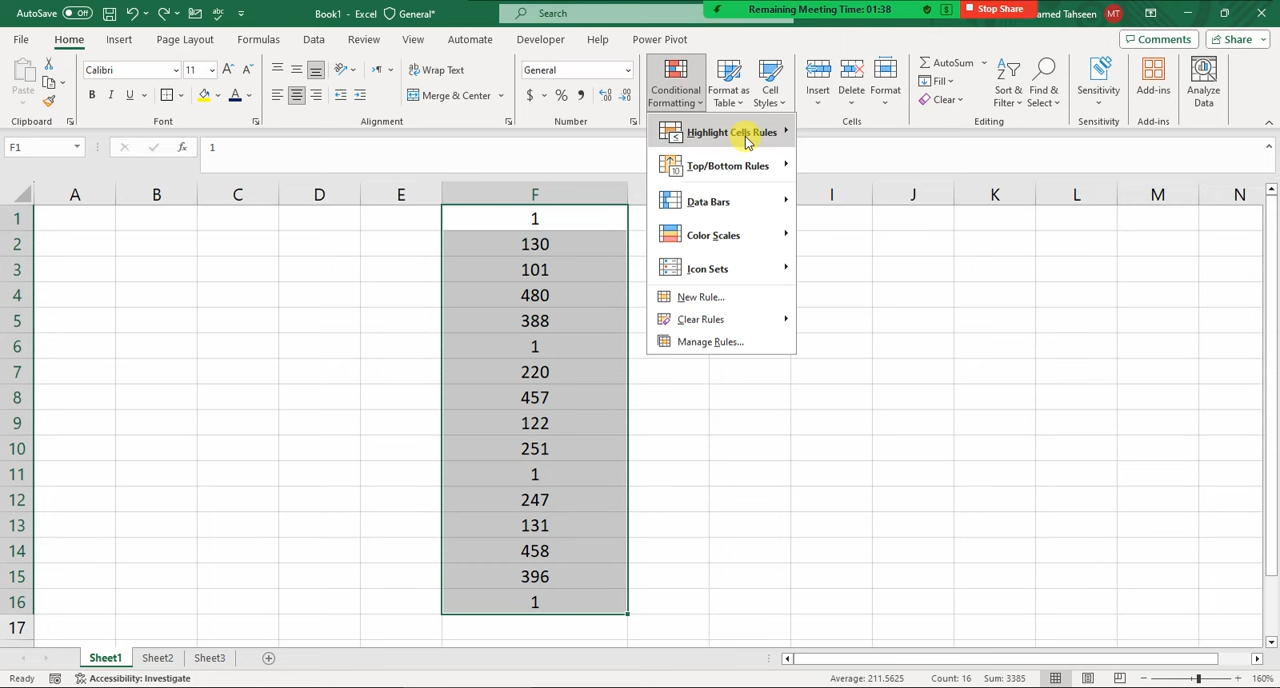 AutoSave Off Book1 - Excel General* Search Remaining Meeting Time: 01:38 $ Stop Share amed Tahseen MT
File Home Insert Page Layout Formulas Data Review View Automate Developer Help Power Pivot Comments Share
Paste Calibri 11 A A Wrap Text General Conditional Formatting Format as Table Cell Styles Insert Delete Format AutoSum Fill Clear Sort & Filter Find & Select Sensitivity Add-ins Analyze Data
B I U A Merge & Center $ %
Clipboard Font Alignment Number Cells Editing Sensitivity Add-ins
F1 fx 1
Highlight Cells Rules
Top/Bottom Rules
Data Bars
Color Scales
Icon Sets
New Rule...
Clear Rules
Manage Rules...
A B C D E F I J K L M N
1 1
2 130
3 101
4 480
5 388
6 1
7 220
8 457
9 122
10 251
11 1
12 247
13 131
14 458
15 396
16 1
17
Sheet1 Sheet2 Sheet3
Ready Accessibility: Investigate Average: 211.5625 Count: 16 Sum: 3385 160%